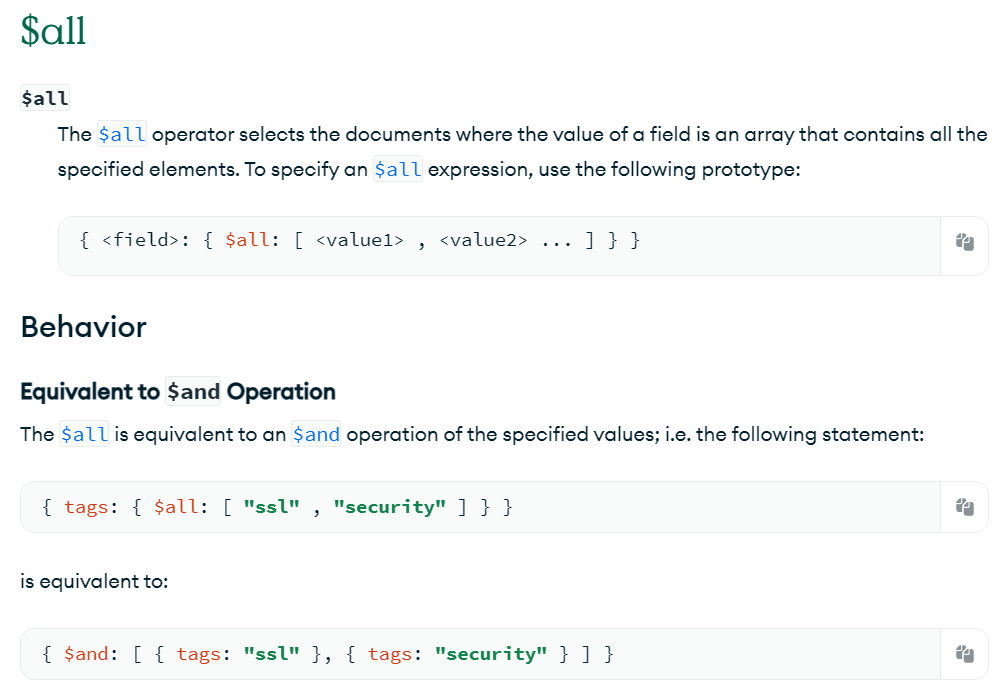 $all
$all
The $all operator selects the documents where the value of a field is an array that contains all the
specified elements. To specify an $all expression, use the following prototype:
{ <field>: { $all: [ <value1> , <value2> ... ] } }
Behavior
Equivalent to $and Operation
The $all is equivalent to an $and operation of the specified values; i.e. the following statement:
{ tags: { $all: [ "ssl" , "security" ] } }
is equivalent to:
{ $and: [ { tags: "ssl" }, { tags: "security" } ] }